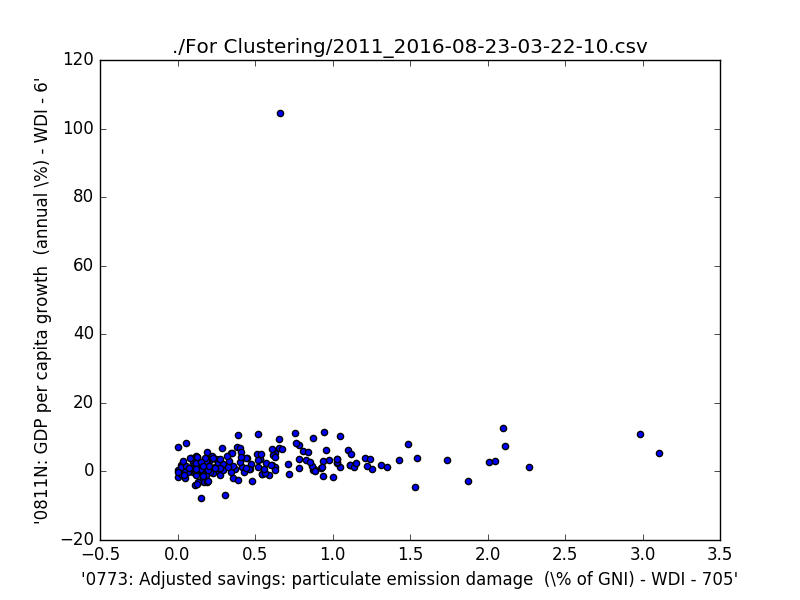 ./For Clustering/2011_2016-08-23-03-22-10.csv
120
100
80
60
40
20
0
−20
−0.5 0.0 0.5 1.0 1.5 2.0 2.5 3.0 3.5
'0811N: GDP per capita growth (annual \%) - WDI - 6'
'0773: Adjusted savings: particulate emission damage (\% of GNI) - WDI - 705'